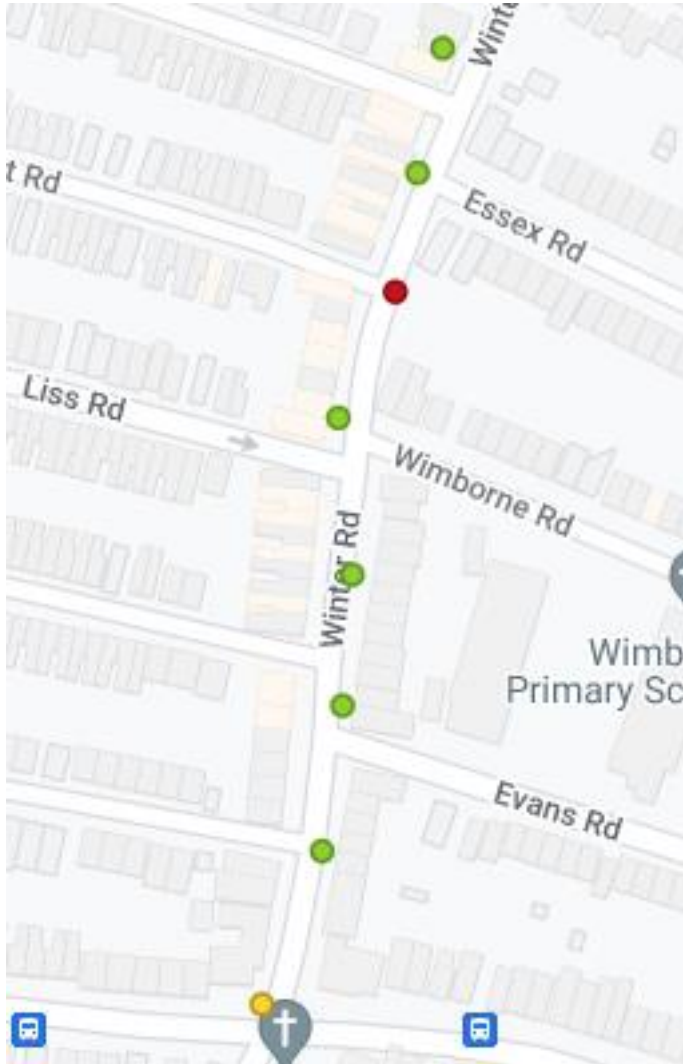 Winte
t Rd
Essex Rd
Liss Rd
Wimborne Rd
Winter Rd
Wimb
Primary Sc
Evans Rd